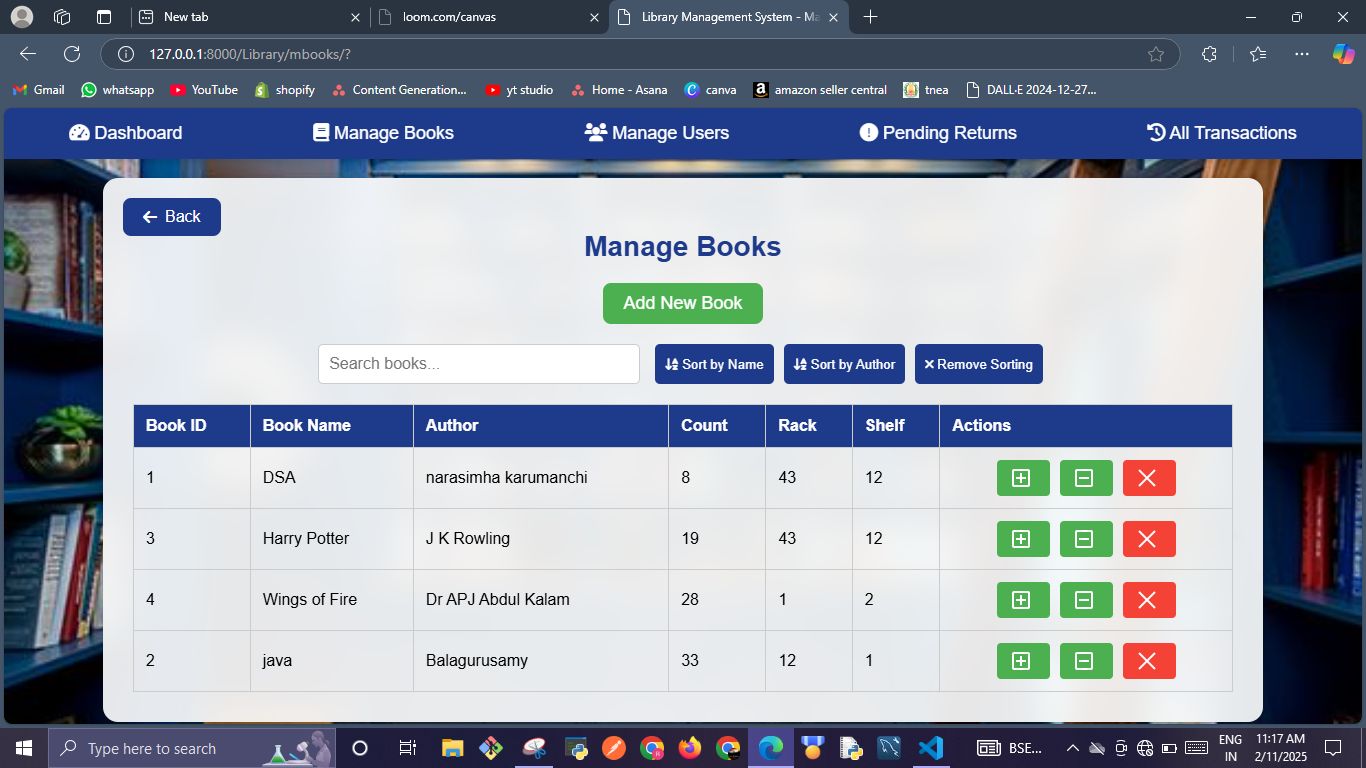 New tab
loom.com/canvas
Library Management System - Ma
127.0.0.1:8000/Library/mbooks/?
Gmail whatsapp YouTube shopify Content Generation... yt studio Home - Asana canva amazon seller central tnea DALL·E 2024-12-27...
Dashboard Manage Books Manage Users Pending Returns All Transactions
Back
Manage Books
Add New Book
Search books... Sort by Name Sort by Author Remove Sorting
Book ID Book Name Author Count Rack Shelf Actions
1 DSA narasimha karumanchi 8 43 12
3 Harry Potter J K Rowling 19 43 12
4 Wings of Fire Dr APJ Abdul Kalam 28 1 2
2 java Balagurusamy 33 12 1
Type here to search
BSE...
ENG
IN
11:17 AM
2/11/2025